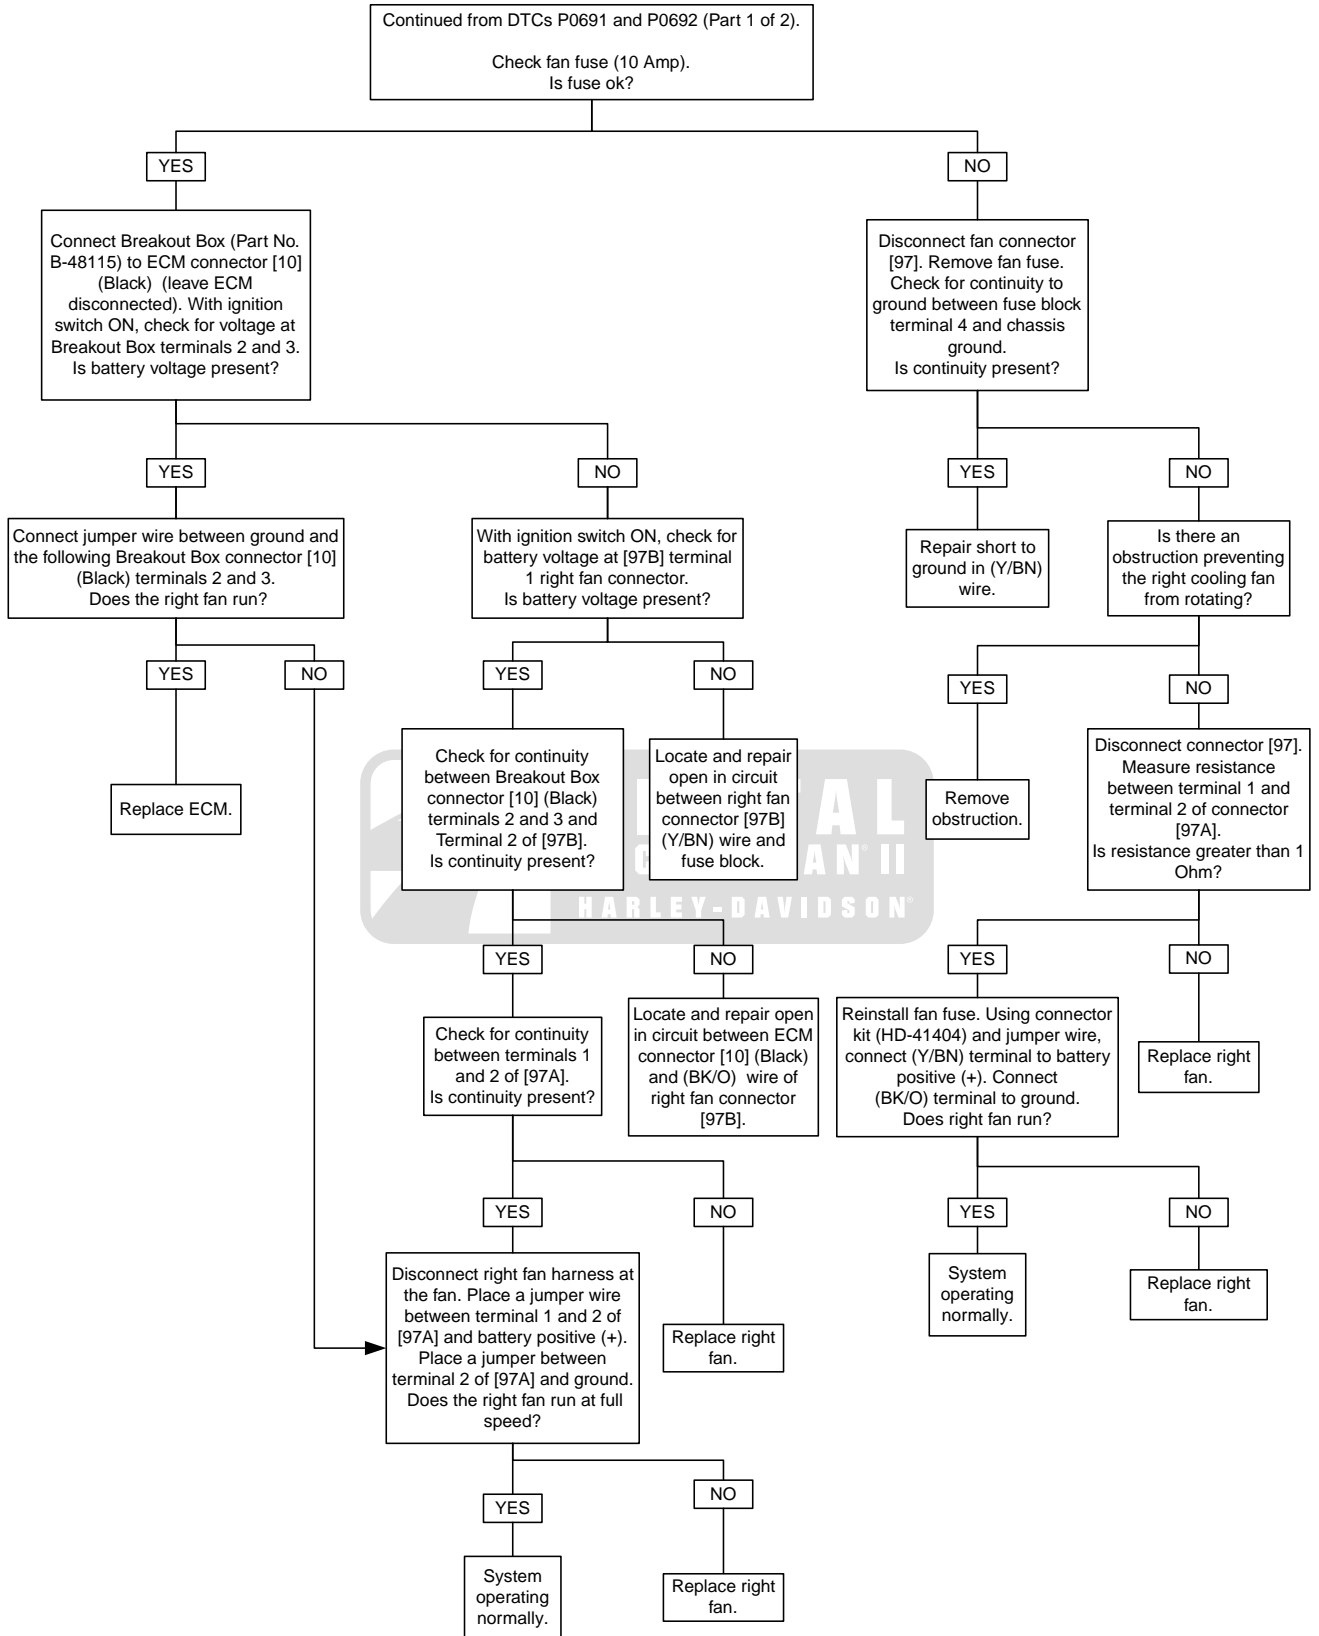 Continued from DTCs P0691 and P0692 (Part 1 of 2).
Check fan fuse (10 Amp).
Is fuse ok?
YES
NO
Connect Breakout Box (Part No.
B-48115) to ECM connector [10]
(Black) (leave ECM
disconnected). With ignition
switch ON, check for voltage at
Breakout Box terminals 2 and 3.
Is battery voltage present?
Disconnect fan connector
[97]. Remove fan fuse.
Check for continuity to
ground between fuse block
terminal 4 and chassis
ground.
Is continuity present?
YES
NO
YES
NO
Connect jumper wire between ground and
the following Breakout Box connector [10]
(Black) terminals 2 and 3.
Does the right fan run?
With ignition switch ON, check for
battery voltage at [97B] terminal
1 right fan connector.
Is battery voltage present?
Repair short to
ground in (Y/BN)
wire.
Is there an
obstruction preventing
the right cooling fan
from rotating?
YES
NO
YES
NO
YES
NO
Replace ECM.
Check for continuity
between Breakout Box
connector [10] (Black)
terminals 2 and 3 and
Terminal 2 of [97B].
Is continuity present?
Locate and repair
open in circuit
between right fan
connector [97B]
(Y/BN) wire and
fuse block.
Remove
obstruction.
Disconnect connector [97].
Measure resistance
between terminal 1 and
terminal 2 of connector
[97A].
Is resistance greater than 1
Ohm?
TAL
AN II
HARLEY-DAVIDSON®
YES
NO
YES
NO
Check for continuity
between terminals 1
and 2 of [97A].
Is continuity present?
Locate and repair open
in circuit between ECM
connector [10] (Black)
and (BK/O) wire of
right fan connector
[97B].
Reinstall fan fuse. Using connector
kit (HD-41404) and jumper wire,
connect (Y/BN) terminal to battery
positive (+). Connect
(BK/O) terminal to ground.
Does right fan run?
Replace right
fan.
YES
NO
YES
NO
Disconnect right fan harness at
the fan. Place a jumper wire
between terminal 1 and 2 of
[97A] and battery positive (+).
Place a jumper between
terminal 2 of [97A] and ground.
Does the right fan run at full
speed?
Replace right
fan.
System
operating
normally.
Replace right
fan.
YES
NO
System
operating
normally.
Replace right
fan.